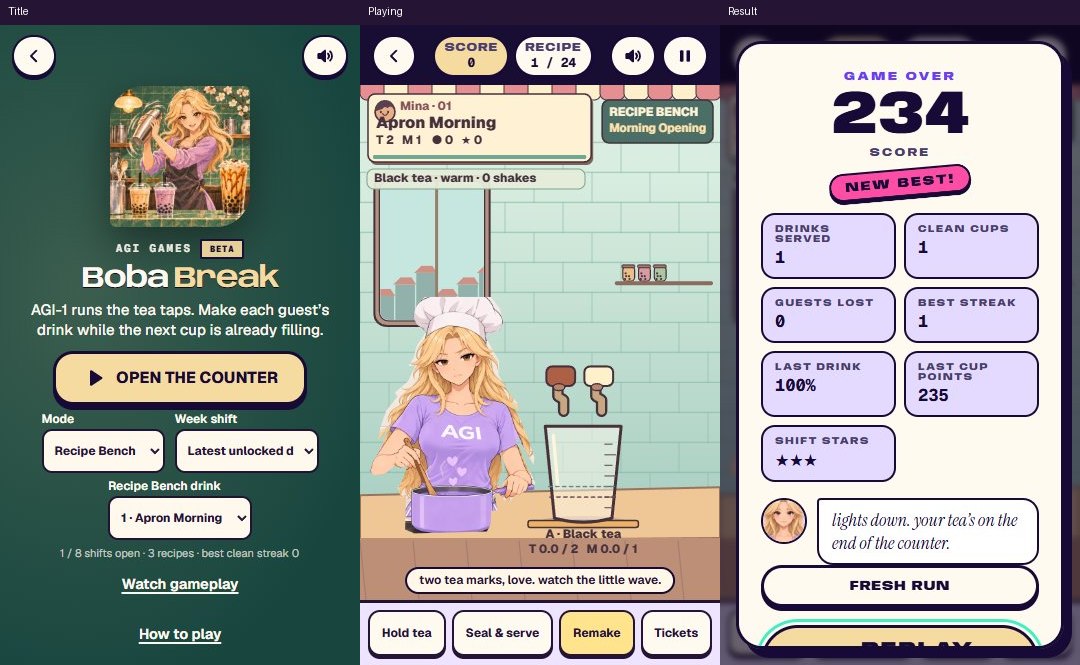 Title
AGI GAMES BETA
Boba Break
AGI-1 runs the tea taps. Make each guest's
drink while the next cup is already filling.
OPEN THE COUNTER
Mode
Week shift
Recipe Bench
Latest unlocked d
Recipe Bench drink
1 · Apron Morning
1 / 8 shifts open · 3 recipes · best clean streak 0
Watch gameplay
How to play
Playing
SCORE
0
RECIPE
1 / 24
Mina · 01
Apron Morning
T 2 M 1 ●0 ★0
RECIPE BENCH
Morning Opening
Black tea · warm · 0 shakes
AGI
A · Black tea
T 0.0 / 2 M 0.0 / 1
two tea marks, love. watch the little wave.
Hold tea
Seal & serve
Remake
Tickets
Result
GAME OVER
234
SCORE
NEW BEST!
DRINKS
SERVED
1
CLEAN CUPS
1
GUESTS LOST
0
BEST STREAK
1
LAST DRINK
100%
LAST CUP
POINTS
235
SHIFT STARS
★★★
lights down. your tea's on the
end of the counter.
FRESH RUN
REPLAY